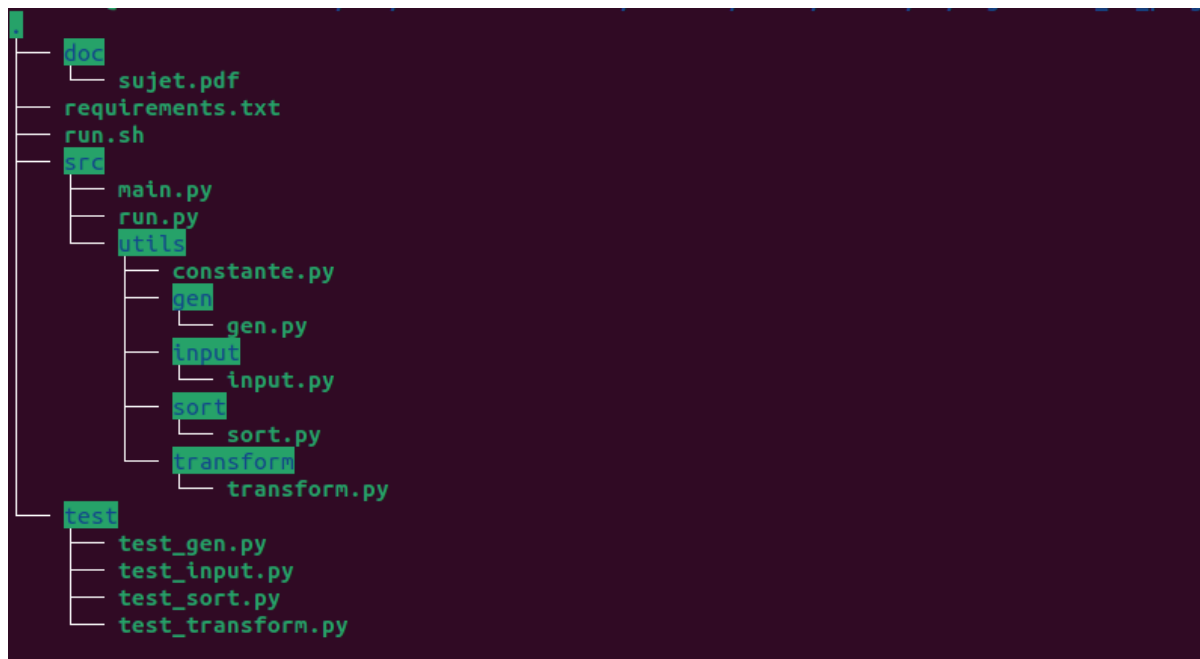 .
doc
sujet.pdf
requirements.txt
run.sh
src
main.py
run.py
utils
constante.py
gen
gen.py
input
input.py
sort
sort.py
transform
transform.py
test
test_gen.py
test_input.py
test_sort.py
test_transform.py